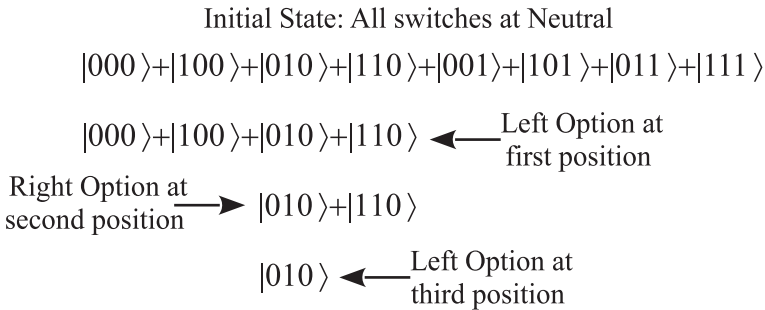 Initial State: All switches at Neutral
|000⟩+|100⟩+|010⟩+|110⟩+|001⟩+|101⟩+|011⟩+|111⟩
|000⟩+|100⟩+|010⟩+|110⟩
Left Option at
first position
Right Option at
second position
|010⟩+|110⟩
|010⟩
Left Option at
third position